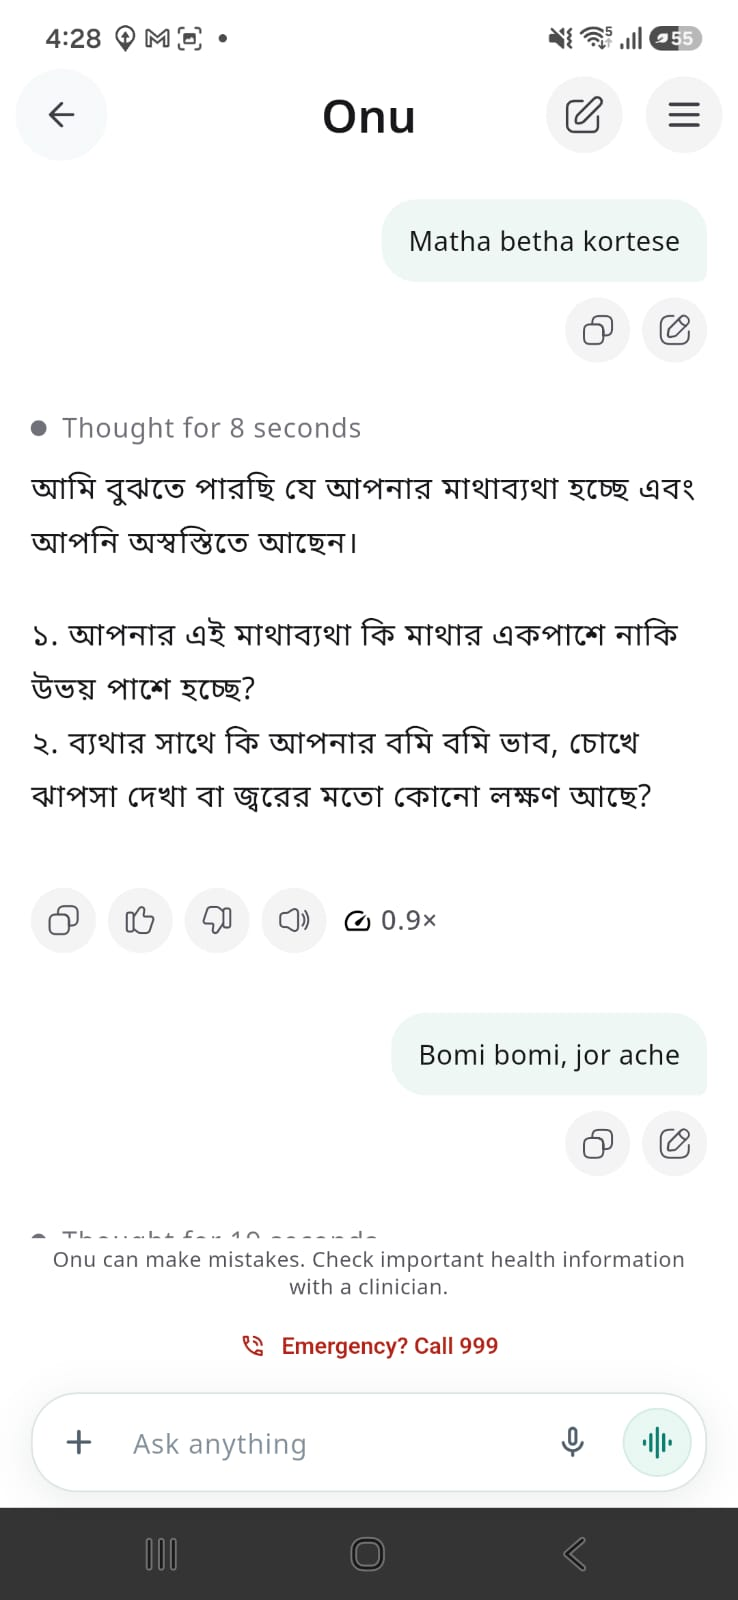 4:28
5
55
Onu
Matha betha kortese
Thought for 8 seconds
আমি বুঝতে পারছি যে আপনার মাথাব্যথা হচ্ছে এবং
আপনি অস্বস্তিতে আছেন।
১. আপনার এই মাথাব্যথা কি মাথার একপাশে নাকি
উভয় পাশে হচ্ছে?
২. ব্যথার সাথে কি আপনার বমি বমি ভাব, চোখে
ঝাপসা দেখা বা জ্বরের মতো কোনো লক্ষণ আছে?
0.9×
Bomi bomi, jor ache
Onu can make mistakes. Check important health information
with a clinician.
Emergency? Call 999
Ask anything